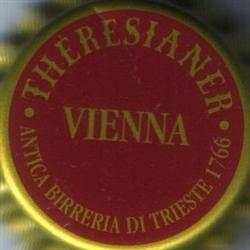 • THERESIANER •
VIENNA
ANTICA BIRRERIA DI TRIESTE 1766